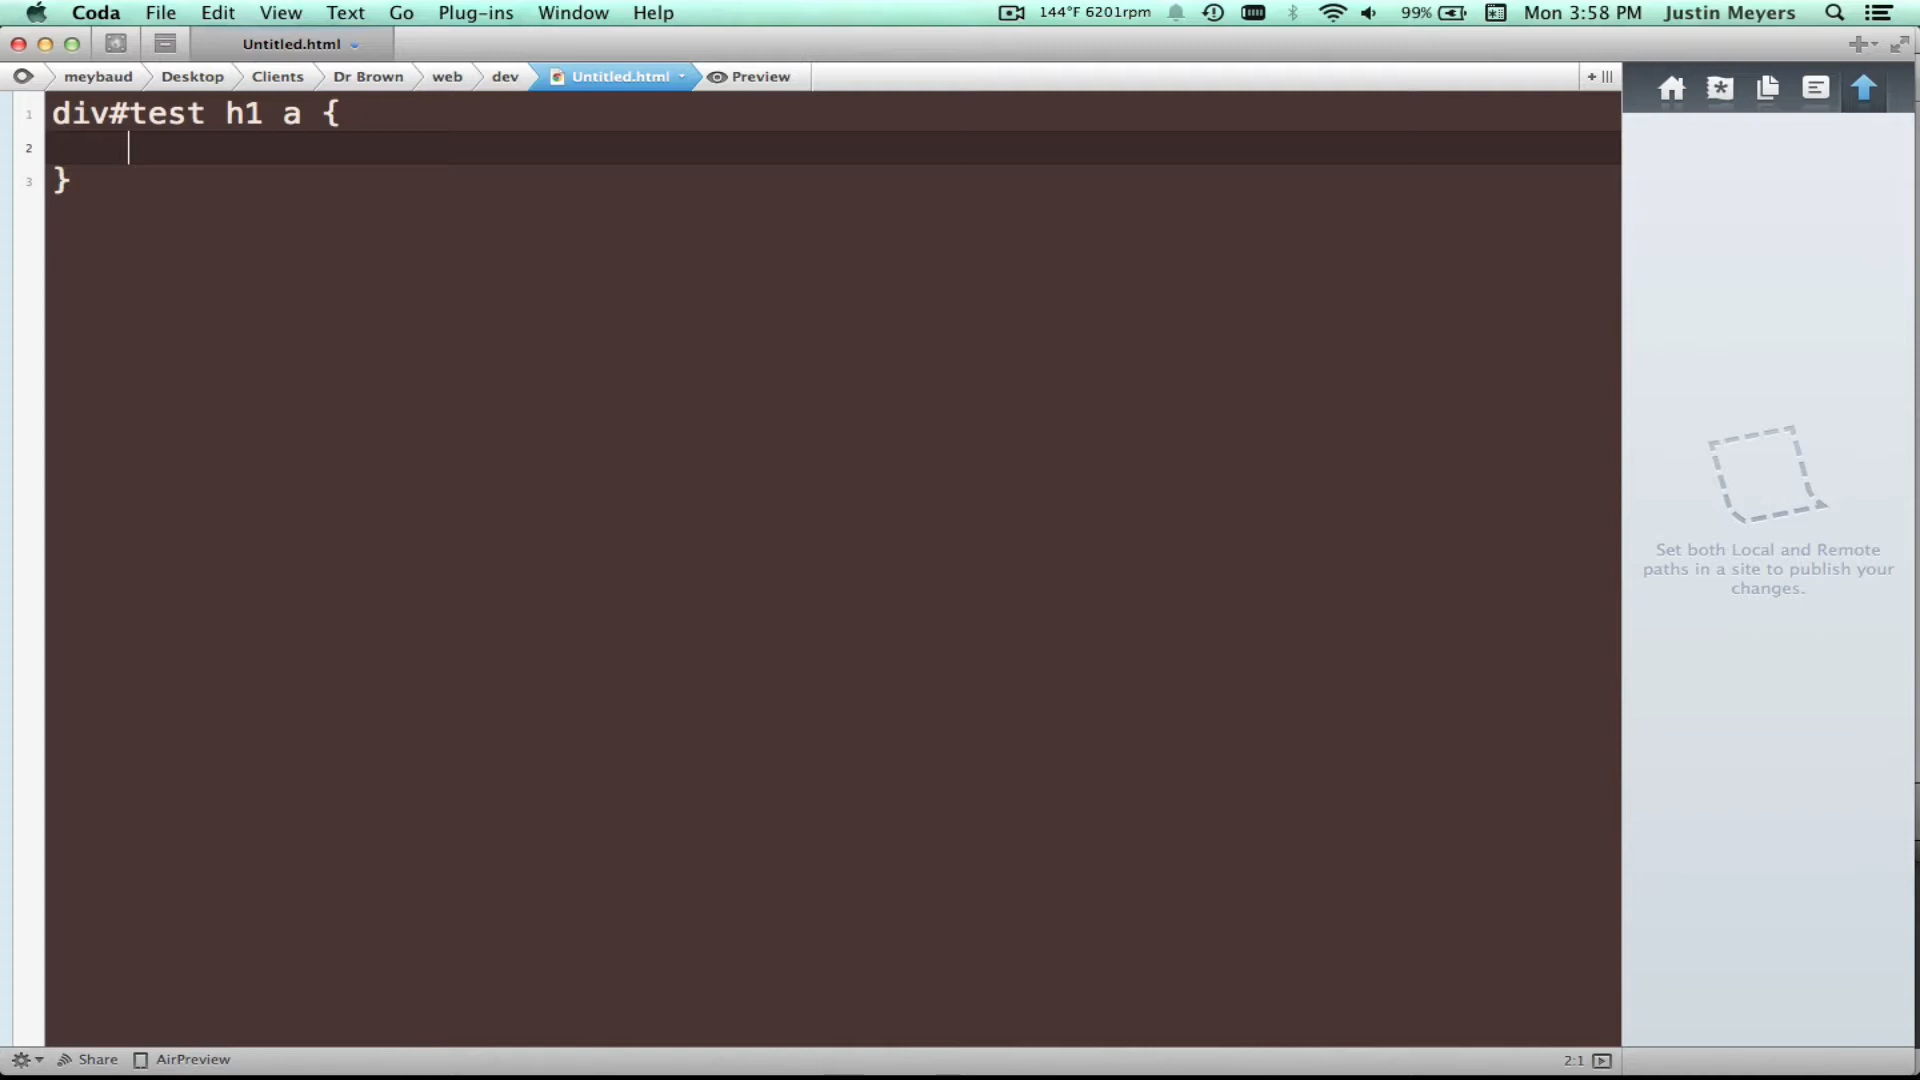 Coda File Edit View Text Go Plug-ins Window Help 144°F 6201rpm 99% Mon 3:58 PM Justin Meyers
Untitled.html
meybaud Desktop Clients Dr Brown web dev Untitled.html Preview
1 div#test h1 a {
2
3 }
Set both Local and Remote
paths in a site to publish your
changes.
Share AirPreview 2:1